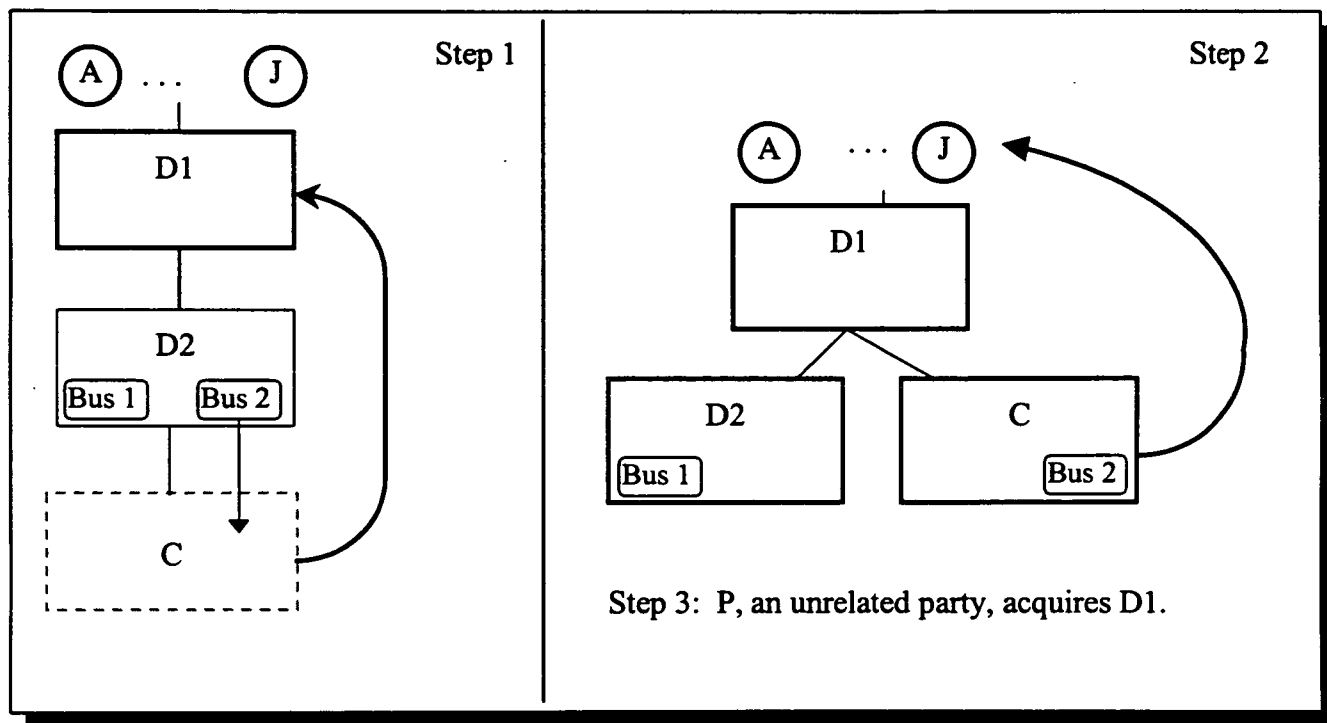 Step 1
A ... J
D1
D2
Bus 1 Bus 2
C
Step 2
A ... J
D1
D2 C
Bus 1 Bus 2
Step 3: P, an unrelated party, acquires D1.